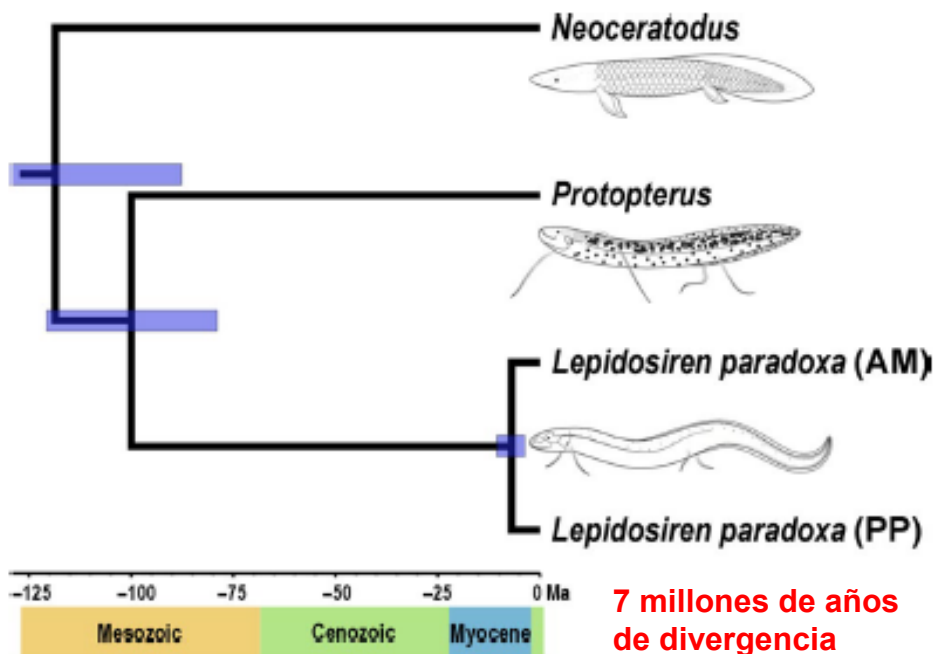 Neoceratodus
Protopterus
Lepidosiren paradoxa (AM)
Lepidosiren paradoxa (PP)
−125 −100 −75 −50 −25 0 Ma
Mesozoic Cenozoic Myocene
7 millones de años
de divergencia